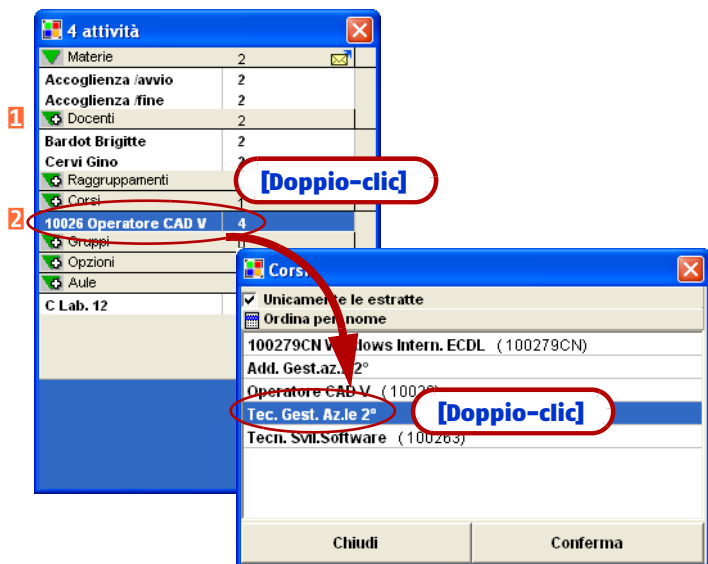 4 attività
Materie 2
Accoglienza /avvio 2
Accoglienza /fine 2
1 Docenti 2
Bardot Brigitte 2
Cervi Gino 2
Raggruppamenti
[Doppio-clic]
Corsi 1
2 10026 Operatore CAD V 4
Gruppi 0
Opzioni
Aule
C Lab. 12
Corsi
Unicamente le estratte
Ordina per nome
100279CN Windows Intern. ECDL (100279CN)
Add. Gest.az. 2°
Operatore CAD V (10026)
Tec. Gest. Az.le 2°
[Doppio-clic]
Tecn. Svil.Software (100263)
Chiudi Conferma